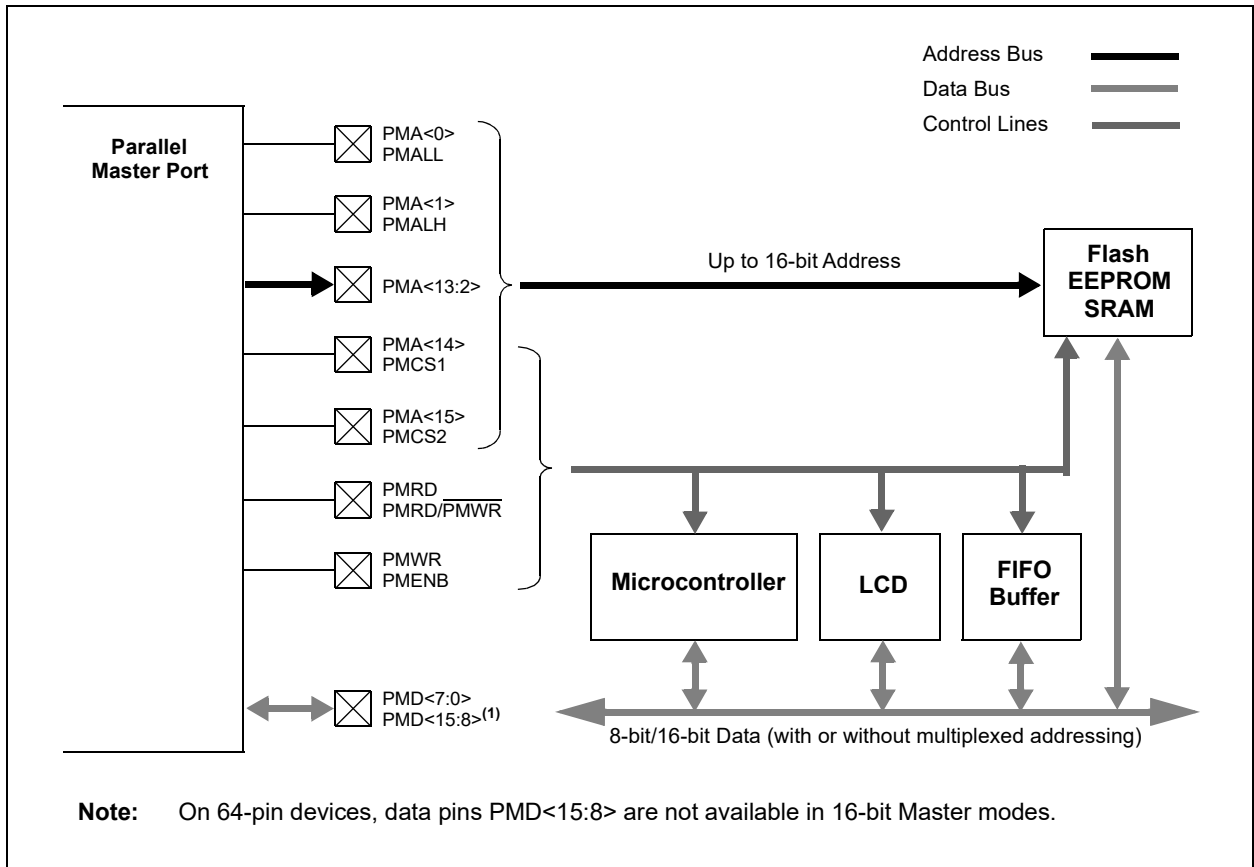 Address Bus
Data Bus
Control Lines
Parallel
Master Port
PMA<0>
PMALL
PMA<1>
PMALH
PMA<13:2>
PMA<14>
PMCS1
PMA<15>
PMCS2
PMRD
PMRD/PMWR
PMWR
PMENB
PMD<7:0>
PMD<15:8>(1)
Up to 16-bit Address
Flash
EEPROM
SRAM
Microcontroller
LCD
FIFO
Buffer
8-bit/16-bit Data (with or without multiplexed addressing)
Note: On 64-pin devices, data pins PMD<15:8> are not available in 16-bit Master modes.